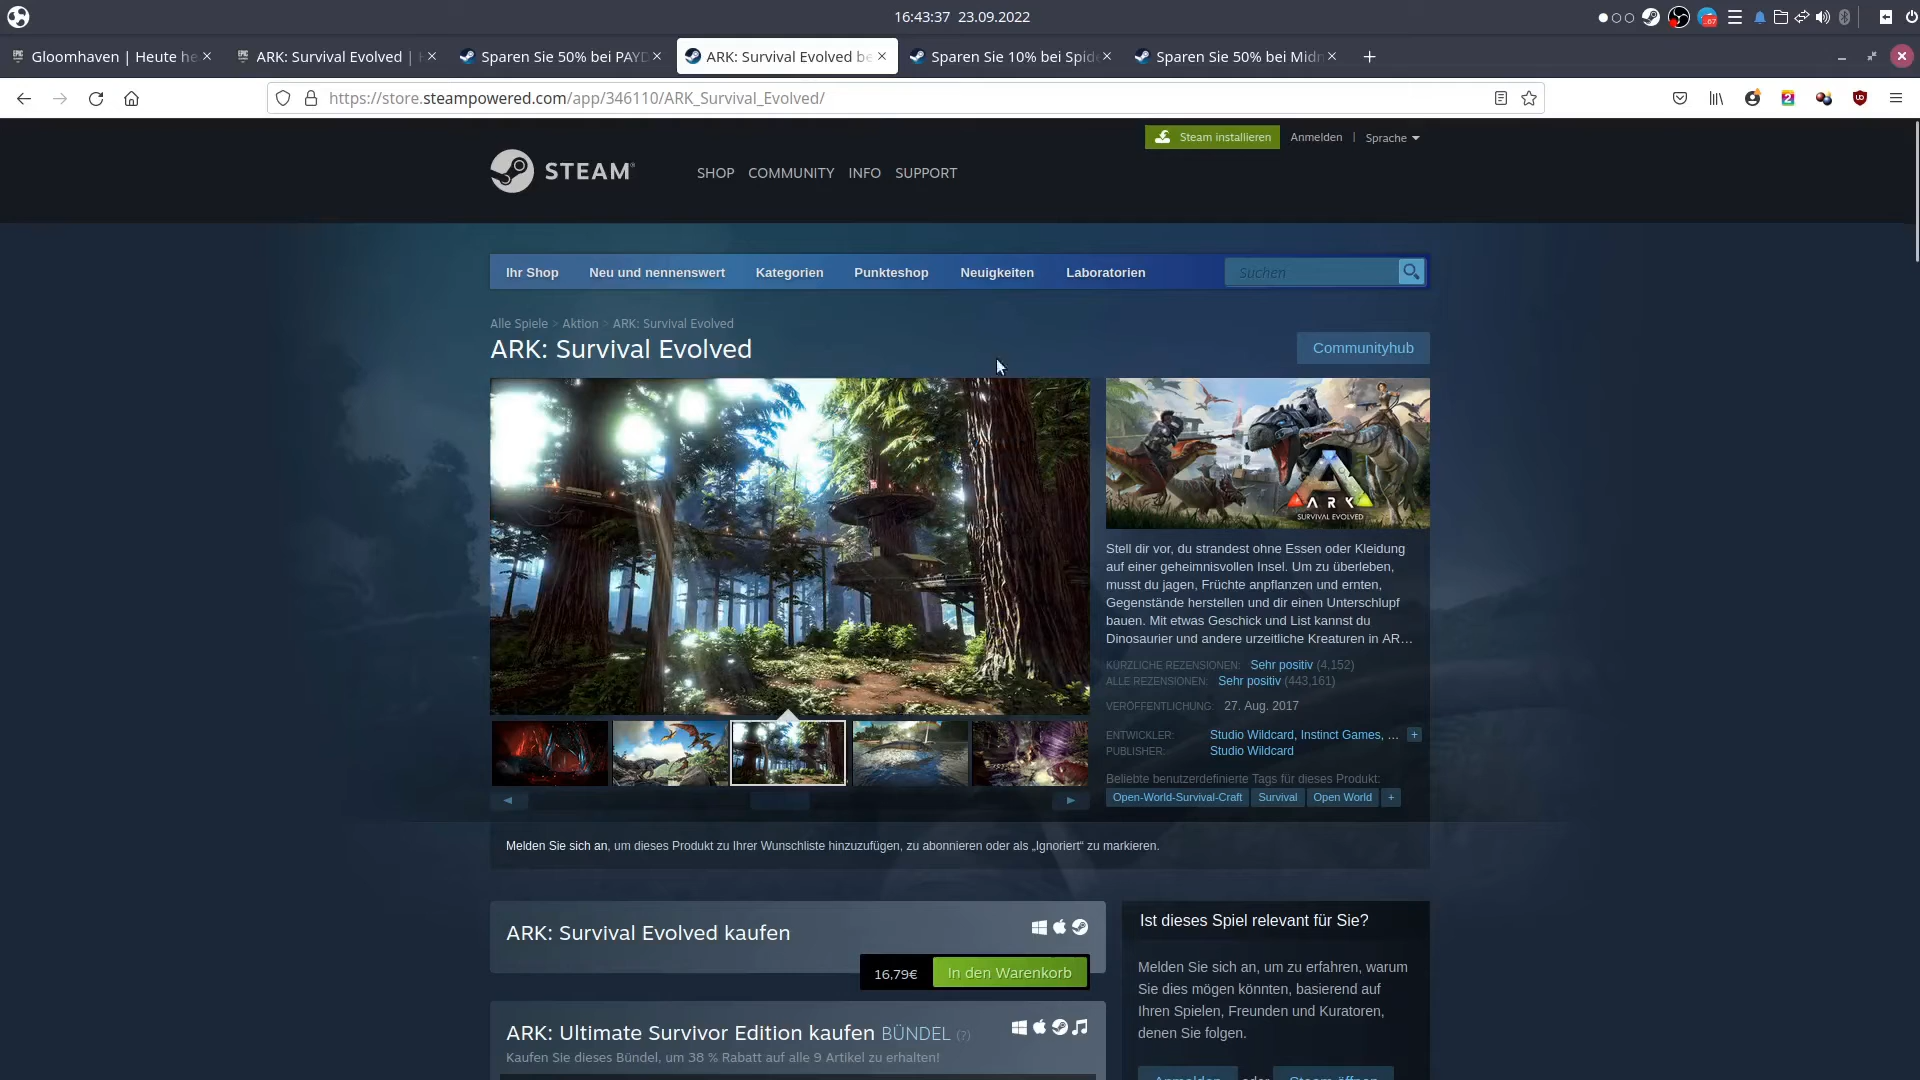 16:43:37 23.09.2022
67
Gloomhaven | Heute he
ARK: Survival Evolved |
Sparen Sie 50% bei PAYD
ARK: Survival Evolved be
Sparen Sie 10% bei Spide
Sparen Sie 50% bei Midn
https://store.steampowered.com/app/346110/ARK_Survival_Evolved/
2
Steam installieren Anmelden | Sprache
STEAM®
SHOP COMMUNITY INFO SUPPORT
Ihr Shop Neu und nennenswert Kategorien Punkteshop Neuigkeiten Laboratorien Suchen
Alle Spiele > Aktion > ARK: Survival Evolved
ARK: Survival Evolved
Communityhub
ARK
SURVIVAL EVOLVED
Stell dir vor, du strandest ohne Essen oder Kleidung
auf einer geheimnisvollen Insel. Um zu überleben,
musst du jagen, Früchte anpflanzen und ernten,
Gegenstände herstellen und dir einen Unterschlupf
bauen. Mit etwas Geschick und List kannst du
Dinosaurier und andere urzeitliche Kreaturen in AR…
KÜRZLICHE REZENSIONEN: Sehr positiv (4,152)
ALLE REZENSIONEN: Sehr positiv (443,161)
VERÖFFENTLICHUNG: 27. Aug. 2017
ENTWICKLER: Studio Wildcard, Instinct Games, … +
PUBLISHER: Studio Wildcard
Beliebte benutzerdefinierte Tags für dieses Produkt:
Open-World-Survival-Craft Survival Open World +
Melden Sie sich an, um dieses Produkt zu Ihrer Wunschliste hinzuzufügen, zu abonnieren oder als „Ignoriert“ zu markieren.
ARK: Survival Evolved kaufen
16,79€ In den Warenkorb
ARK: Ultimate Survivor Edition kaufen BÜNDEL (?)
Kaufen Sie dieses Bündel, um 38 % Rabatt auf alle 9 Artikel zu erhalten!
Ist dieses Spiel relevant für Sie?
Melden Sie sich an, um zu erfahren, warum
Sie dies mögen könnten, basierend auf
Ihren Spielen, Freunden und Kuratoren,
denen Sie folgen.
Anmelden oder Steam öffnen